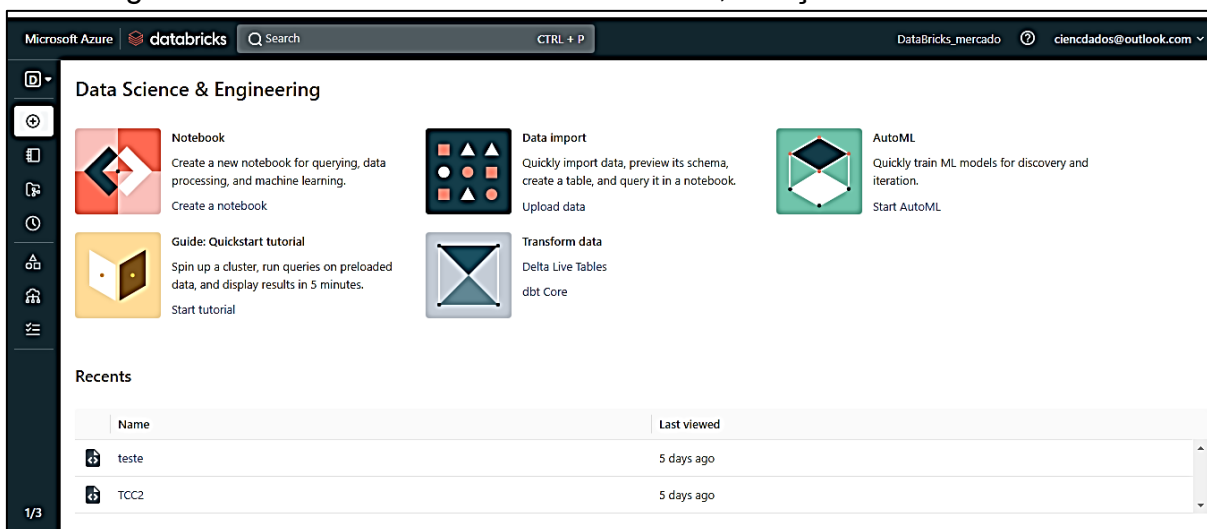 Microsoft Azure databricks Search CTRL + P DataBricks_mercado ciencdados@outlook.com
D
Data Science & Engineering
Notebook
Create a new notebook for querying, data
processing, and machine learning.
Create a notebook
Data import
Quickly import data, preview its schema,
create a table, and query it in a notebook.
Upload data
AutoML
Quickly train ML models for discovery and
iteration.
Start AutoML
Guide: Quickstart tutorial
Spin up a cluster, run queries on preloaded
data, and display results in 5 minutes.
Start tutorial
Transform data
Delta Live Tables
dbt Core
Recents
Name Last viewed
teste 5 days ago
TCC2 5 days ago
1/3